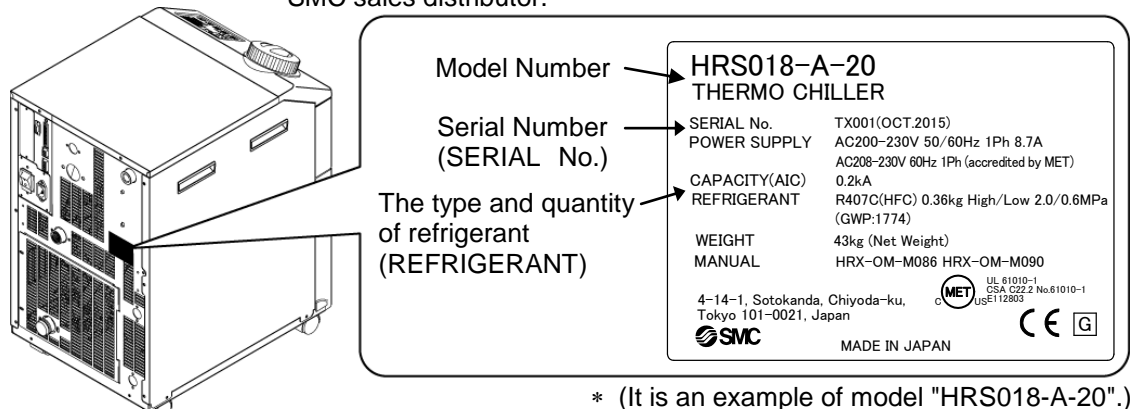 SMC sales distributor.
Model Number
Serial Number
(SERIAL No.)
The type and quantity
of refrigerant
(REFRIGERANT)
HRS018-A-20
THERMO CHILLER
SERIAL No. TX001(OCT.2015)
POWER SUPPLY AC200-230V 50/60Hz 1Ph 8.7A
AC208-230V 60Hz 1Ph (accredited by MET)
CAPACITY(AIC) 0.2kA
REFRIGERANT R407C(HFC) 0.36kg High/Low 2.0/0.6MPa
(GWP:1774)
WEIGHT 43kg (Net Weight)
MANUAL HRX-OM-M086 HRX-OM-M090
4-14-1, Sotokanda, Chiyoda-ku,
Tokyo 101-0021, Japan
C MET US
UL 61010-1
CSA C22.2 No.61010-1
E112803
CE G
SMC
MADE IN JAPAN
* (It is an example of model "HRS018-A-20".)